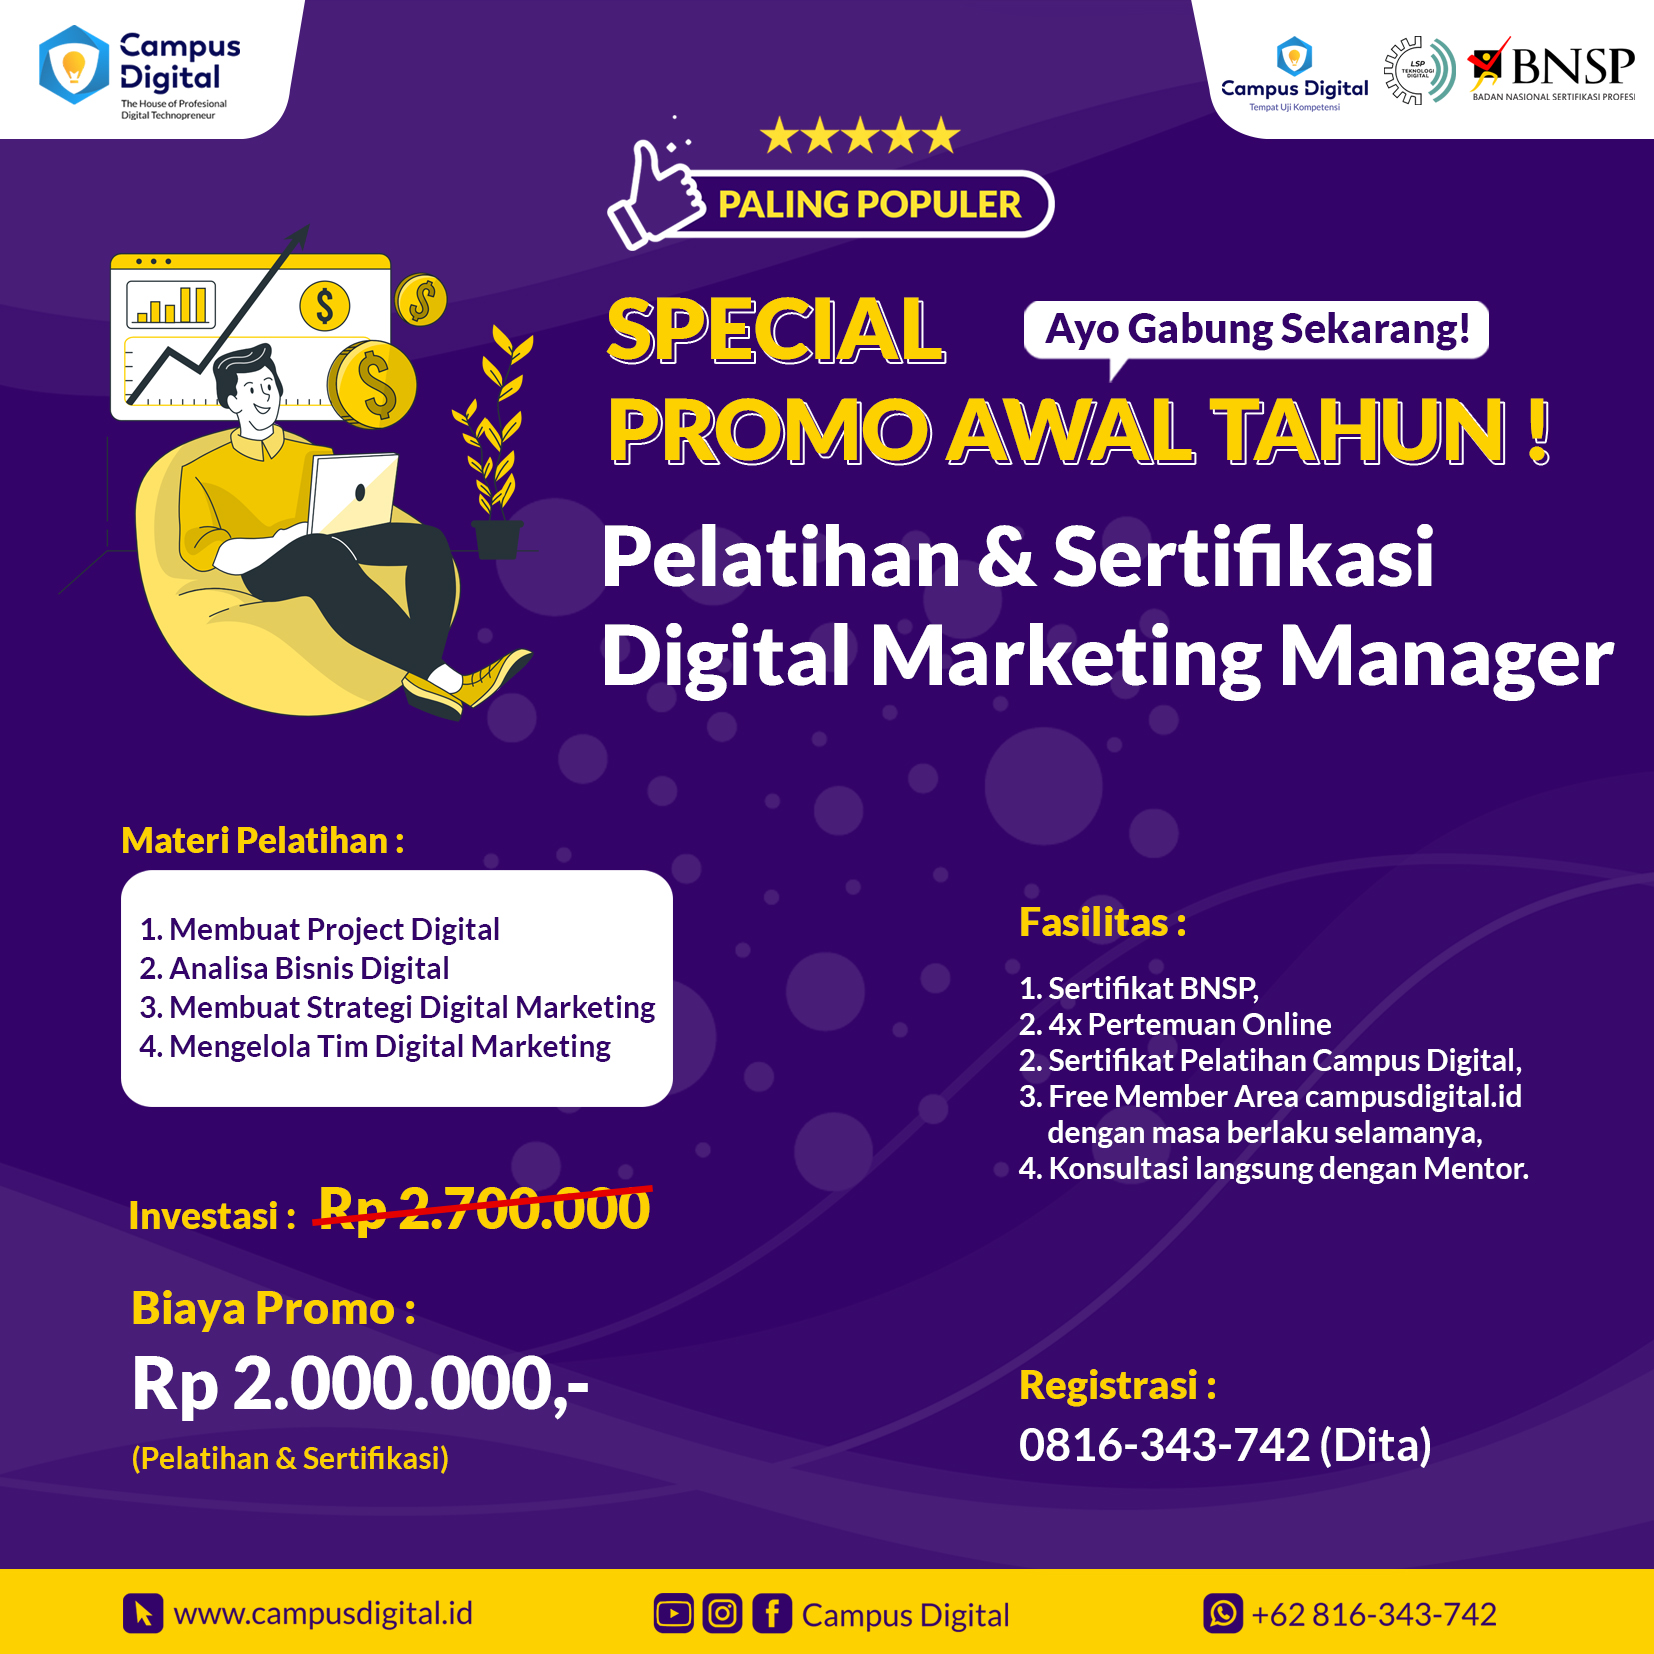 Campus
Digital
The House of Profesional
Digital Technopreneur
Campus Digital
Tempat Uji Kompetensi
LSP
TEKNOLOGI
DIGITAL
BNSP
BADAN NASIONAL SERTIFIKASI PROFESI
PALING POPULER
SPECIAL
Ayo Gabung Sekarang!
PROMO AWAL TAHUN !
Pelatihan & Sertifikasi
Digital Marketing Manager
Materi Pelatihan :
1. Membuat Project Digital
2. Analisa Bisnis Digital
3. Membuat Strategi Digital Marketing
4. Mengelola Tim Digital Marketing
Fasilitas :
1. Sertifikat BNSP,
2. 4x Pertemuan Online
2. Sertifikat Pelatihan Campus Digital,
3. Free Member Area campusdigital.id
dengan masa berlaku selamanya,
4. Konsultasi langsung dengan Mentor.
Investasi : Rp 2.700.000
Biaya Promo :
Rp 2.000.000,-
(Pelatihan & Sertifikasi)
Registrasi :
0816-343-742 (Dita)
www.campusdigital.id
Campus Digital
+62 816-343-742